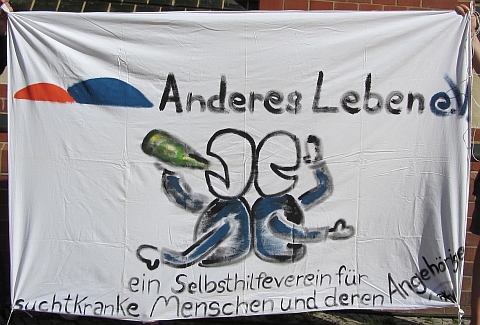 Anderes Leben e.V
ein Selbsthilfeverein für
suchtkranke Menschen und deren Angehörige